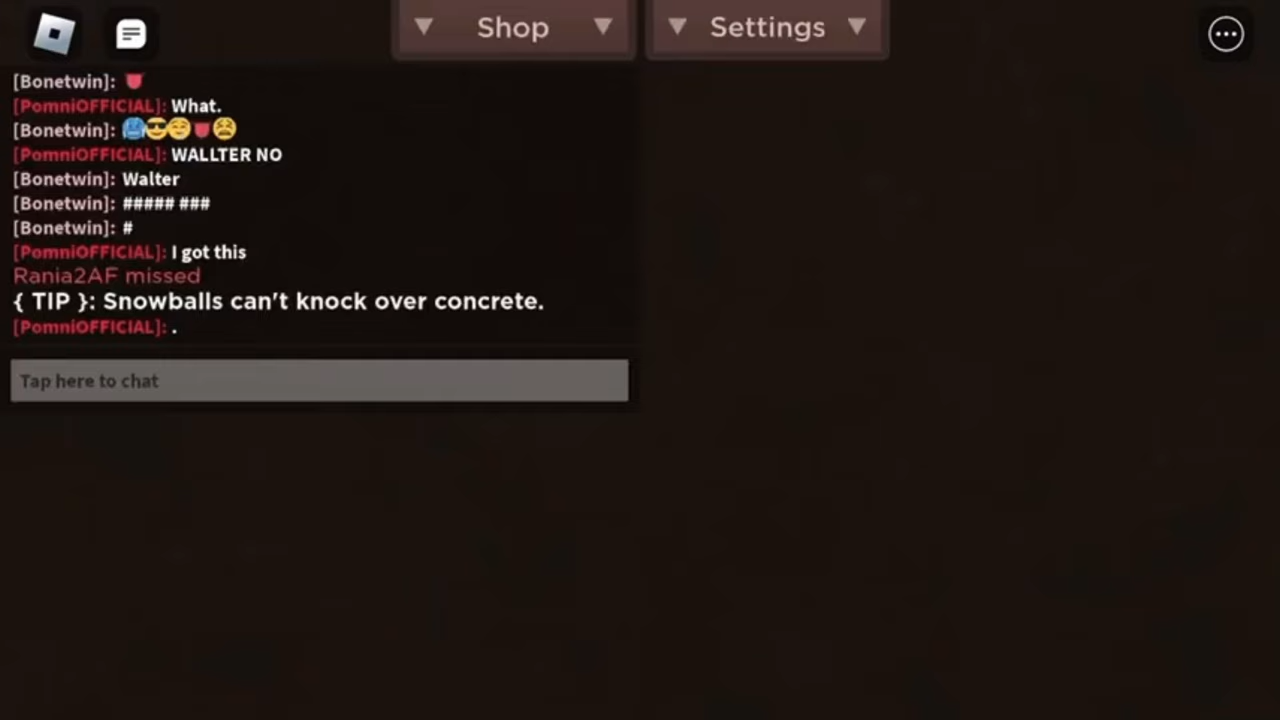 Shop
Settings
[Bonetwin]: 👅
[PomniOFFICIAL]: What.
[Bonetwin]: 🥶😎☺️👅😫
[PomniOFFICIAL]: WALLTER NO
[Bonetwin]: Walter
[Bonetwin]: ##### ###
[Bonetwin]: #
[PomniOFFICIAL]: I got this
Rania2AF missed
{ TIP }: Snowballs can't knock over concrete.
[PomniOFFICIAL]: .
Tap here to chat